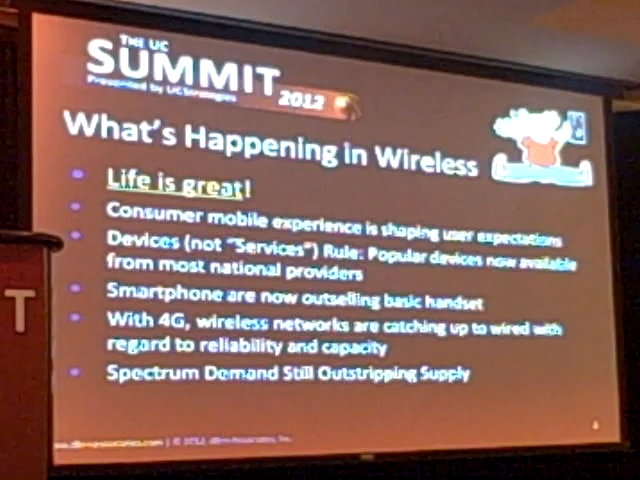 THE UC
SUMMIT
Presented by UCStrategies
2012
What's Happening in Wireless
Life is great!
Consumer mobile experience is shaping user expectations
Devices (not "Services") Rule: Popular devices now available
from most national providers
Smartphone are now outselling basic handset
With 4G, wireless networks are catching up to wired with
regard to reliability and capacity
Spectrum Demand Still Outstripping Supply
T
© 2012,